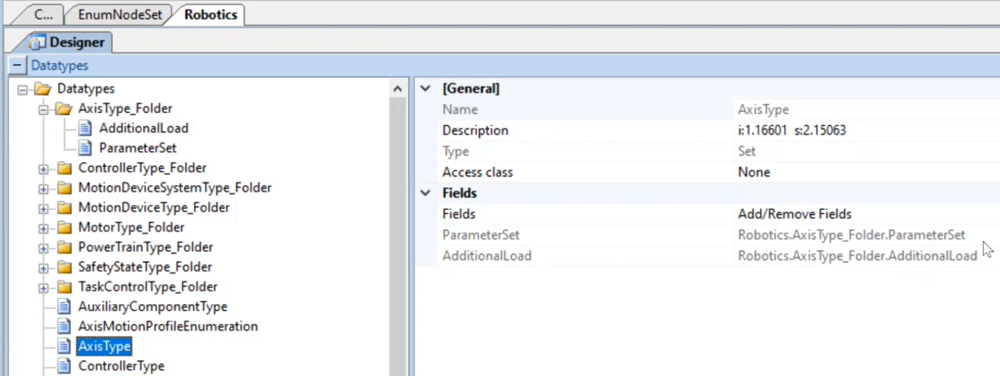 C... EnumNodeSet Robotics
Designer
Datatypes
Datatypes
AxisType_Folder
AdditionalLoad
ParameterSet
ControllerType_Folder
MotionDeviceSystemType_Folder
MotionDeviceType_Folder
MotorType_Folder
PowerTrainType_Folder
SafetyStateType_Folder
TaskControlType_Folder
AuxiliaryComponentType
AxisMotionProfileEnumeration
AxisType
ControllerType
[General]
Name AxisType
Description i:1.16601 s:2.15063
Type Set
Access class None
Fields
Fields Add/Remove Fields
ParameterSet Robotics.AxisType_Folder.ParameterSet
AdditionalLoad Robotics.AxisType_Folder.AdditionalLoad